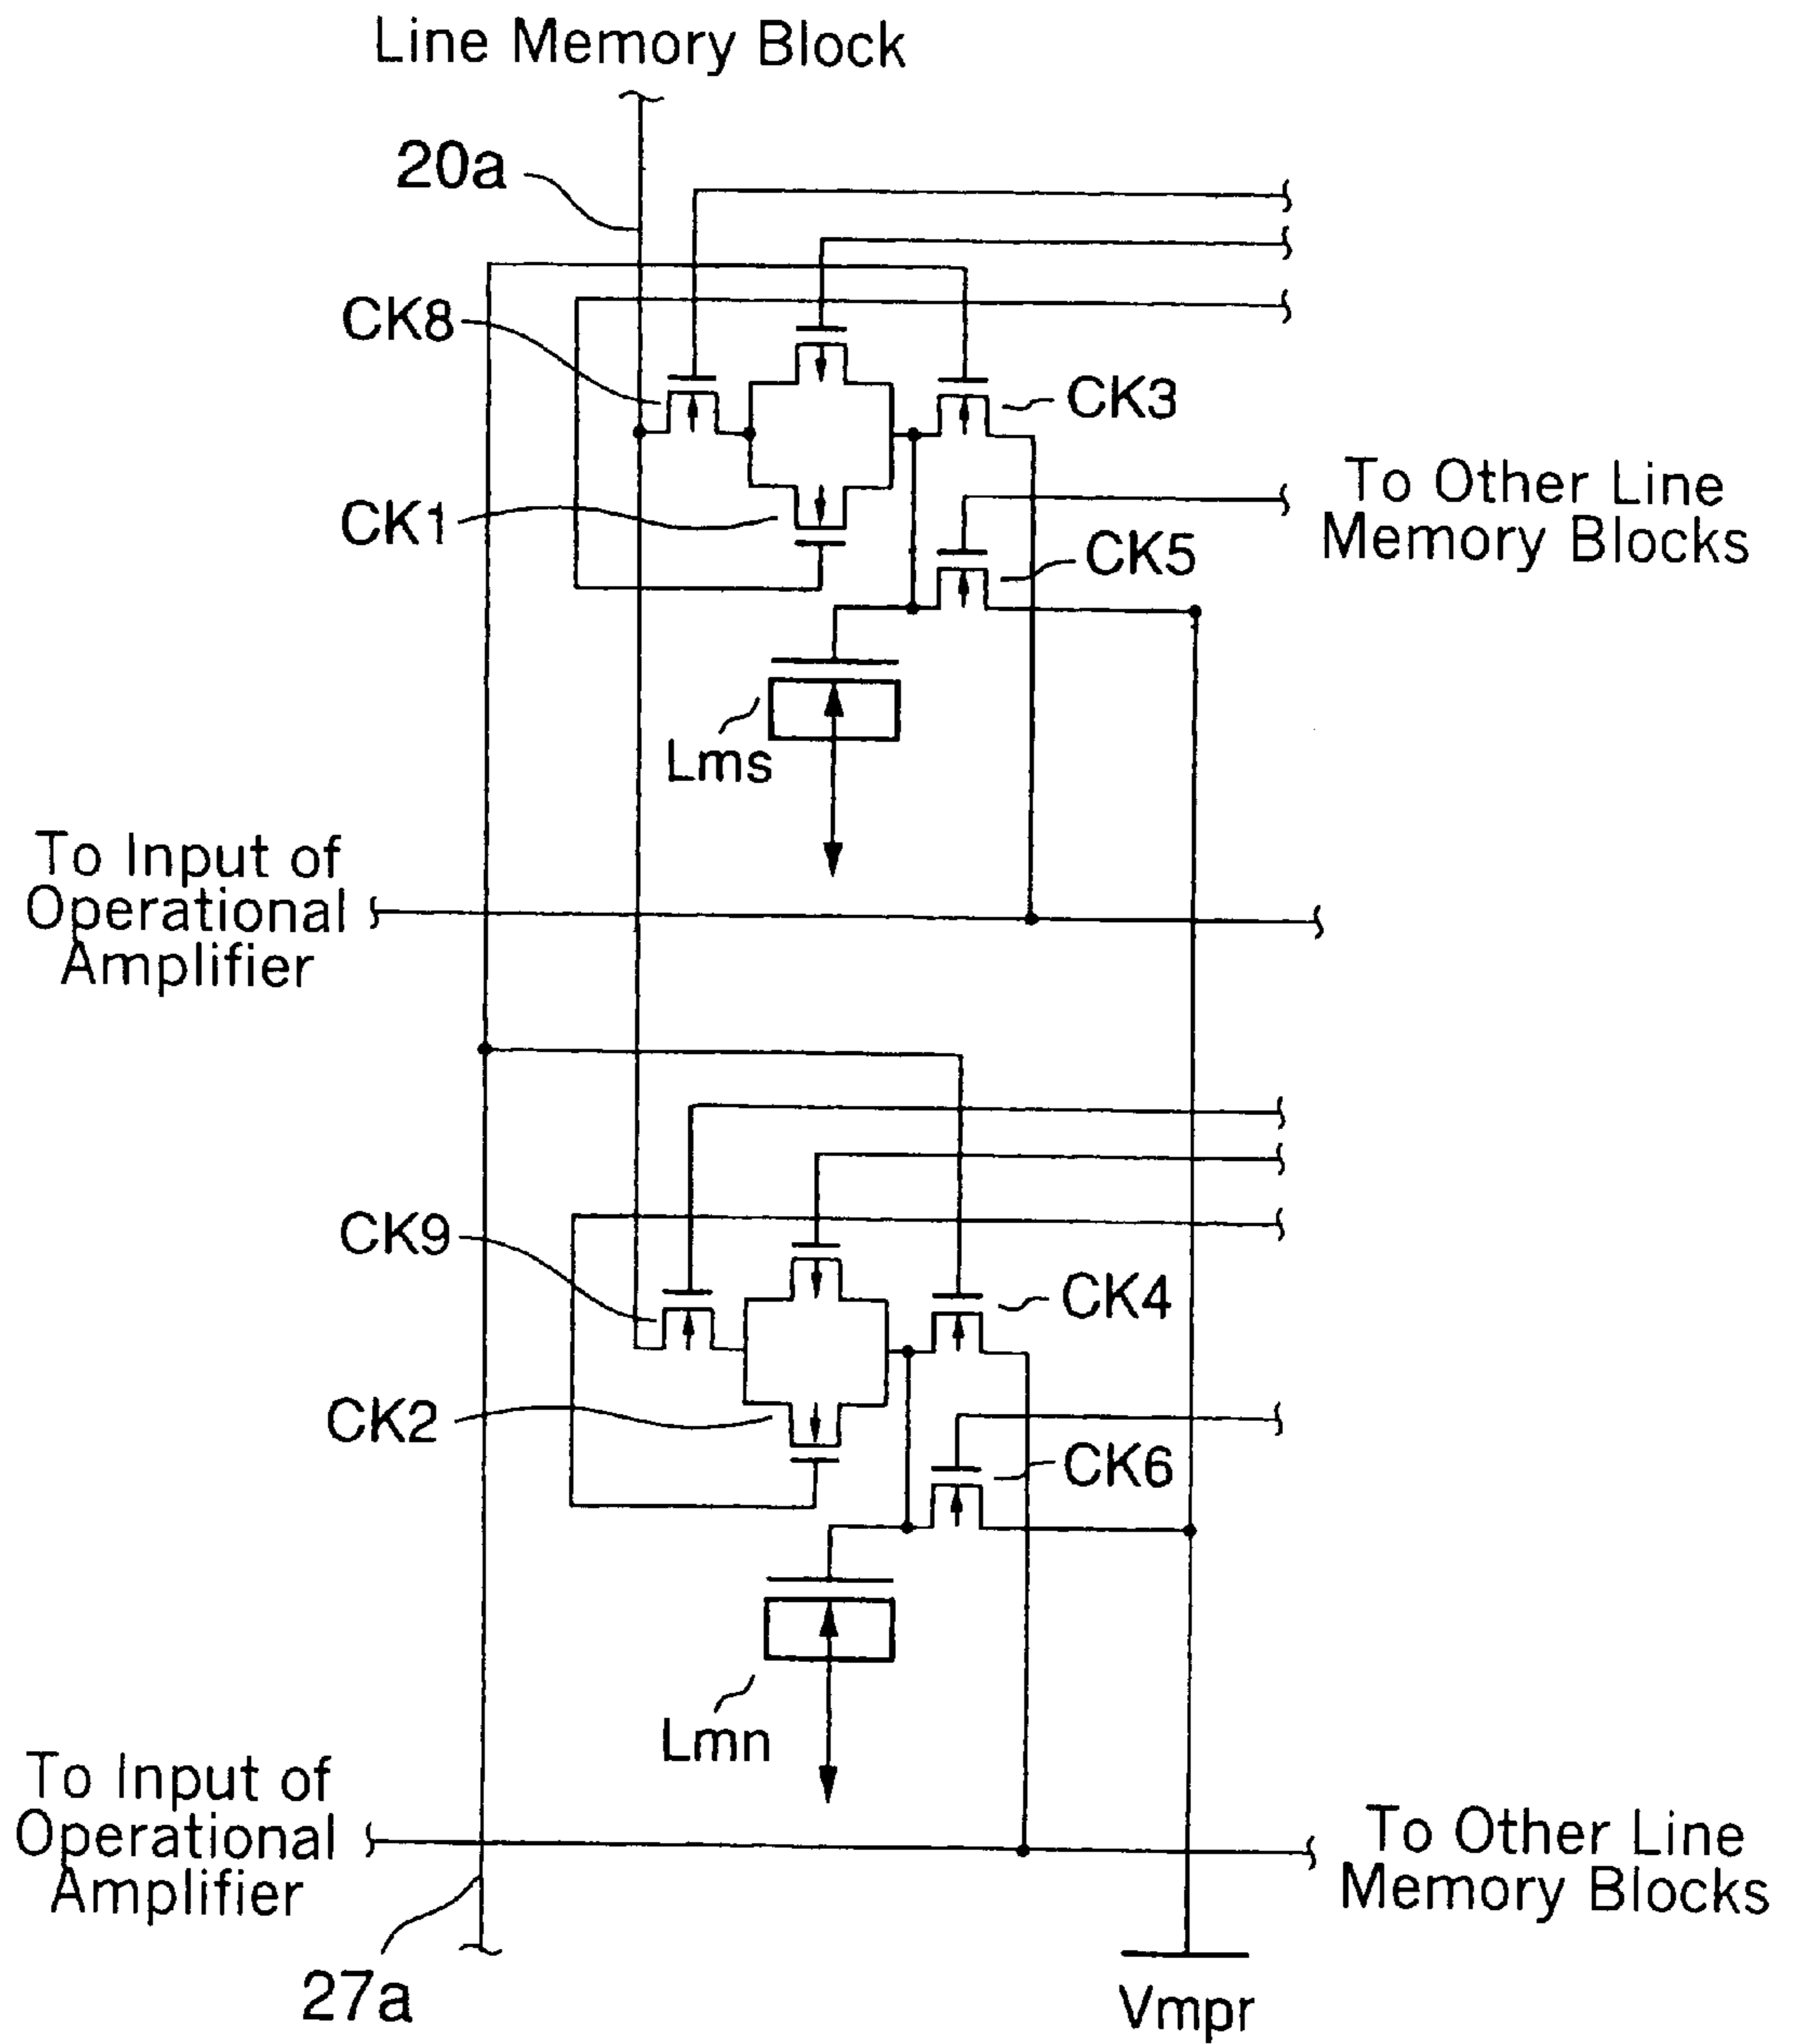 Line Memory Block
20a
CK8
CK3
CK1
To Other Line
Memory Blocks
CK5
Lms
To Input of
Operational
Amplifier
CK9
CK4
CK2
CK6
Lmn
To Input of
Operational
Amplifier
To Other Line
Memory Blocks
27a
Vmpr